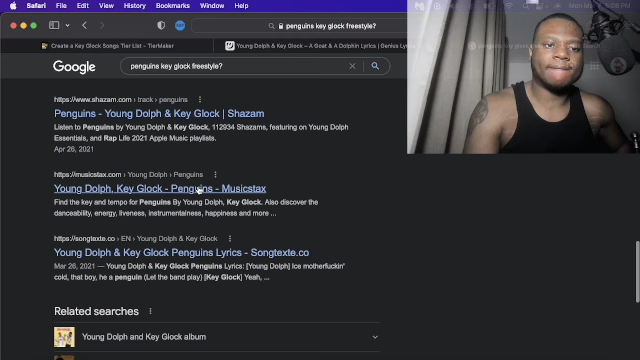 Safari File Edit View History Bookmarks Window Help
penguins key glock freestyle?
Create a Key Glock Songs Tier List - TierMaker
Young Dolph & Key Glock – A Goat & A Dolphin Lyrics | Genius Lyrics
Google
penguins key glock freestyle?
https://www.shazam.com › track › penguins
Penguins - Young Dolph & Key Glock | Shazam
Listen to Penguins by Young Dolph & Key Glock, 112934 Shazams, featuring on Young Dolph
Essentials, and Rap Life 2021 Apple Music playlists.
Apr 26, 2021
https://musicstax.com › Young Dolph › Penguins
Young Dolph, Key Glock - Penguins - Musicstax
Find the key and tempo for Penguins By Young Dolph, Key Glock. Also discover the
danceability, energy, liveness, instrumentalness, happiness and more ...
https://songtexte.co › EN › Young Dolph & Key Glock
Young Dolph & Key Glock Penguins Lyrics - Songtexte.co
Mar 26, 2021 — Young Dolph & Key Glock Penguins Lyrics: [Young Dolph] Ice motherfuckin'
cold, that boy, he a penguin (Let the band play) [Key Glock] Yeah, ...
Related searches
Young Dolph and Key Glock album